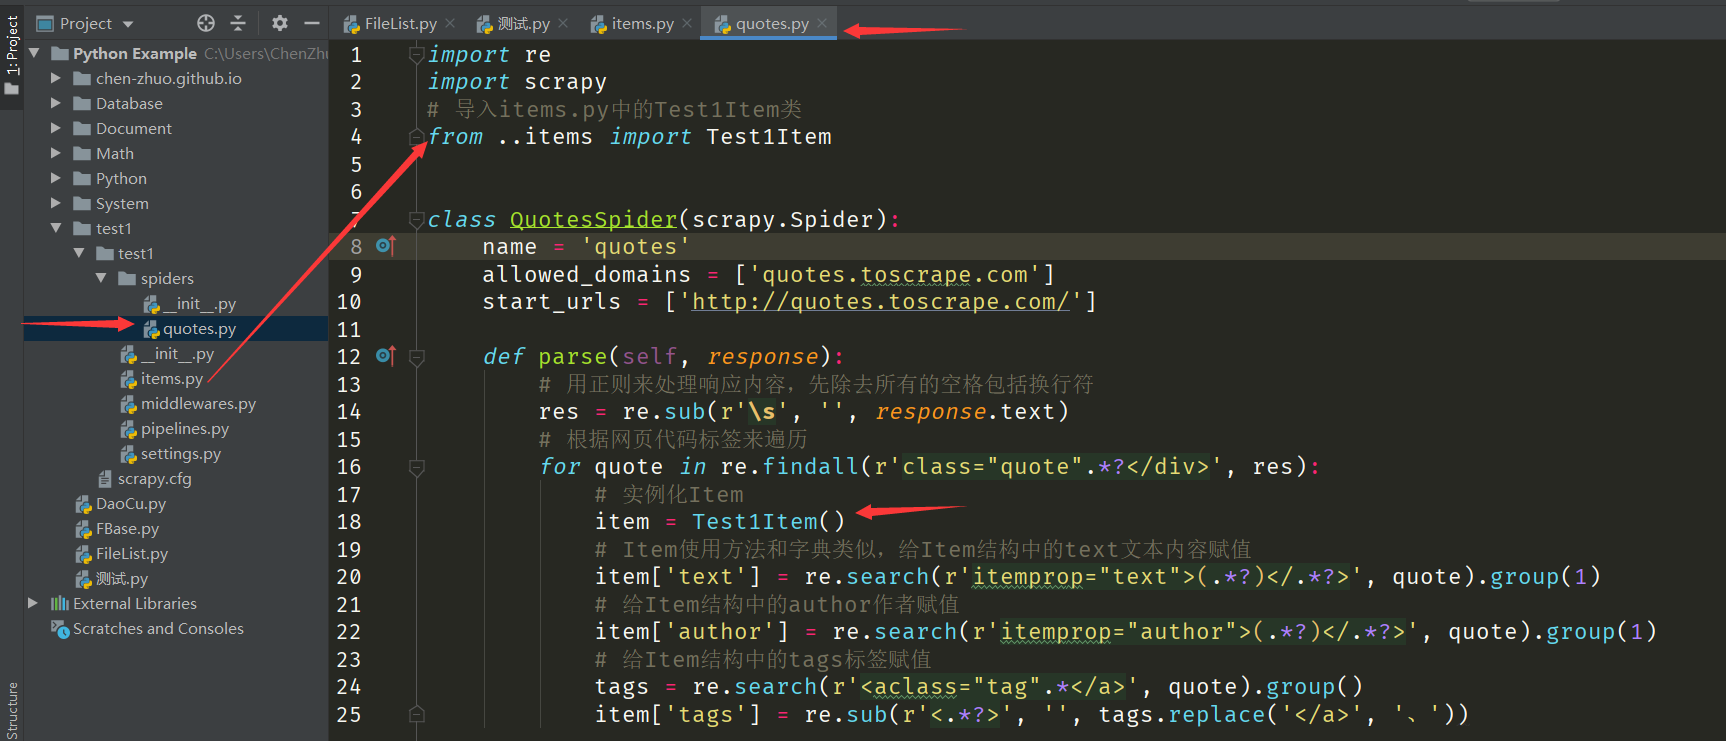 1: Project
Structure
Project
Python Example C:\Users\ChenZhu
chen-zhuo.github.io
Database
Document
Math
Python
System
test1
test1
spiders
__init__.py
quotes.py
__init__.py
items.py
middlewares.py
pipelines.py
settings.py
scrapy.cfg
DaoCu.py
FBase.py
FileList.py
测试.py
External Libraries
Scratches and Consoles
FileList.py 测试.py items.py quotes.py
1 import re
2 import scrapy
3 # 导入items.py中的Test1Item类
4 from ..items import Test1Item
5
6
7 class QuotesSpider(scrapy.Spider):
8     name = 'quotes'
9     allowed_domains = ['quotes.toscrape.com']
10     start_urls = ['http://quotes.toscrape.com/']
11
12     def parse(self, response):
13         # 用正则来处理响应内容，先除去所有的空格包括换行符
14         res = re.sub(r'\s', '', response.text)
15         # 根据网页代码标签来遍历
16         for quote in re.findall(r'class="quote".*?</div>', res):
17             # 实例化Item
18             item = Test1Item()
19             # Item使用方法和字典类似，给Item结构中的text文本内容赋值
20             item['text'] = re.search(r'itemprop="text">(.*?)</.*?>', quote).group(1)
21             # 给Item结构中的author作者赋值
22             item['author'] = re.search(r'itemprop="author">(.*?)</.*?>', quote).group(1)
23             # 给Item结构中的tags标签赋值
24             tags = re.search(r'<aclass="tag".*</a>', quote).group()
25             item['tags'] = re.sub(r'<.*?>', '', tags.replace('</a>', '、'))